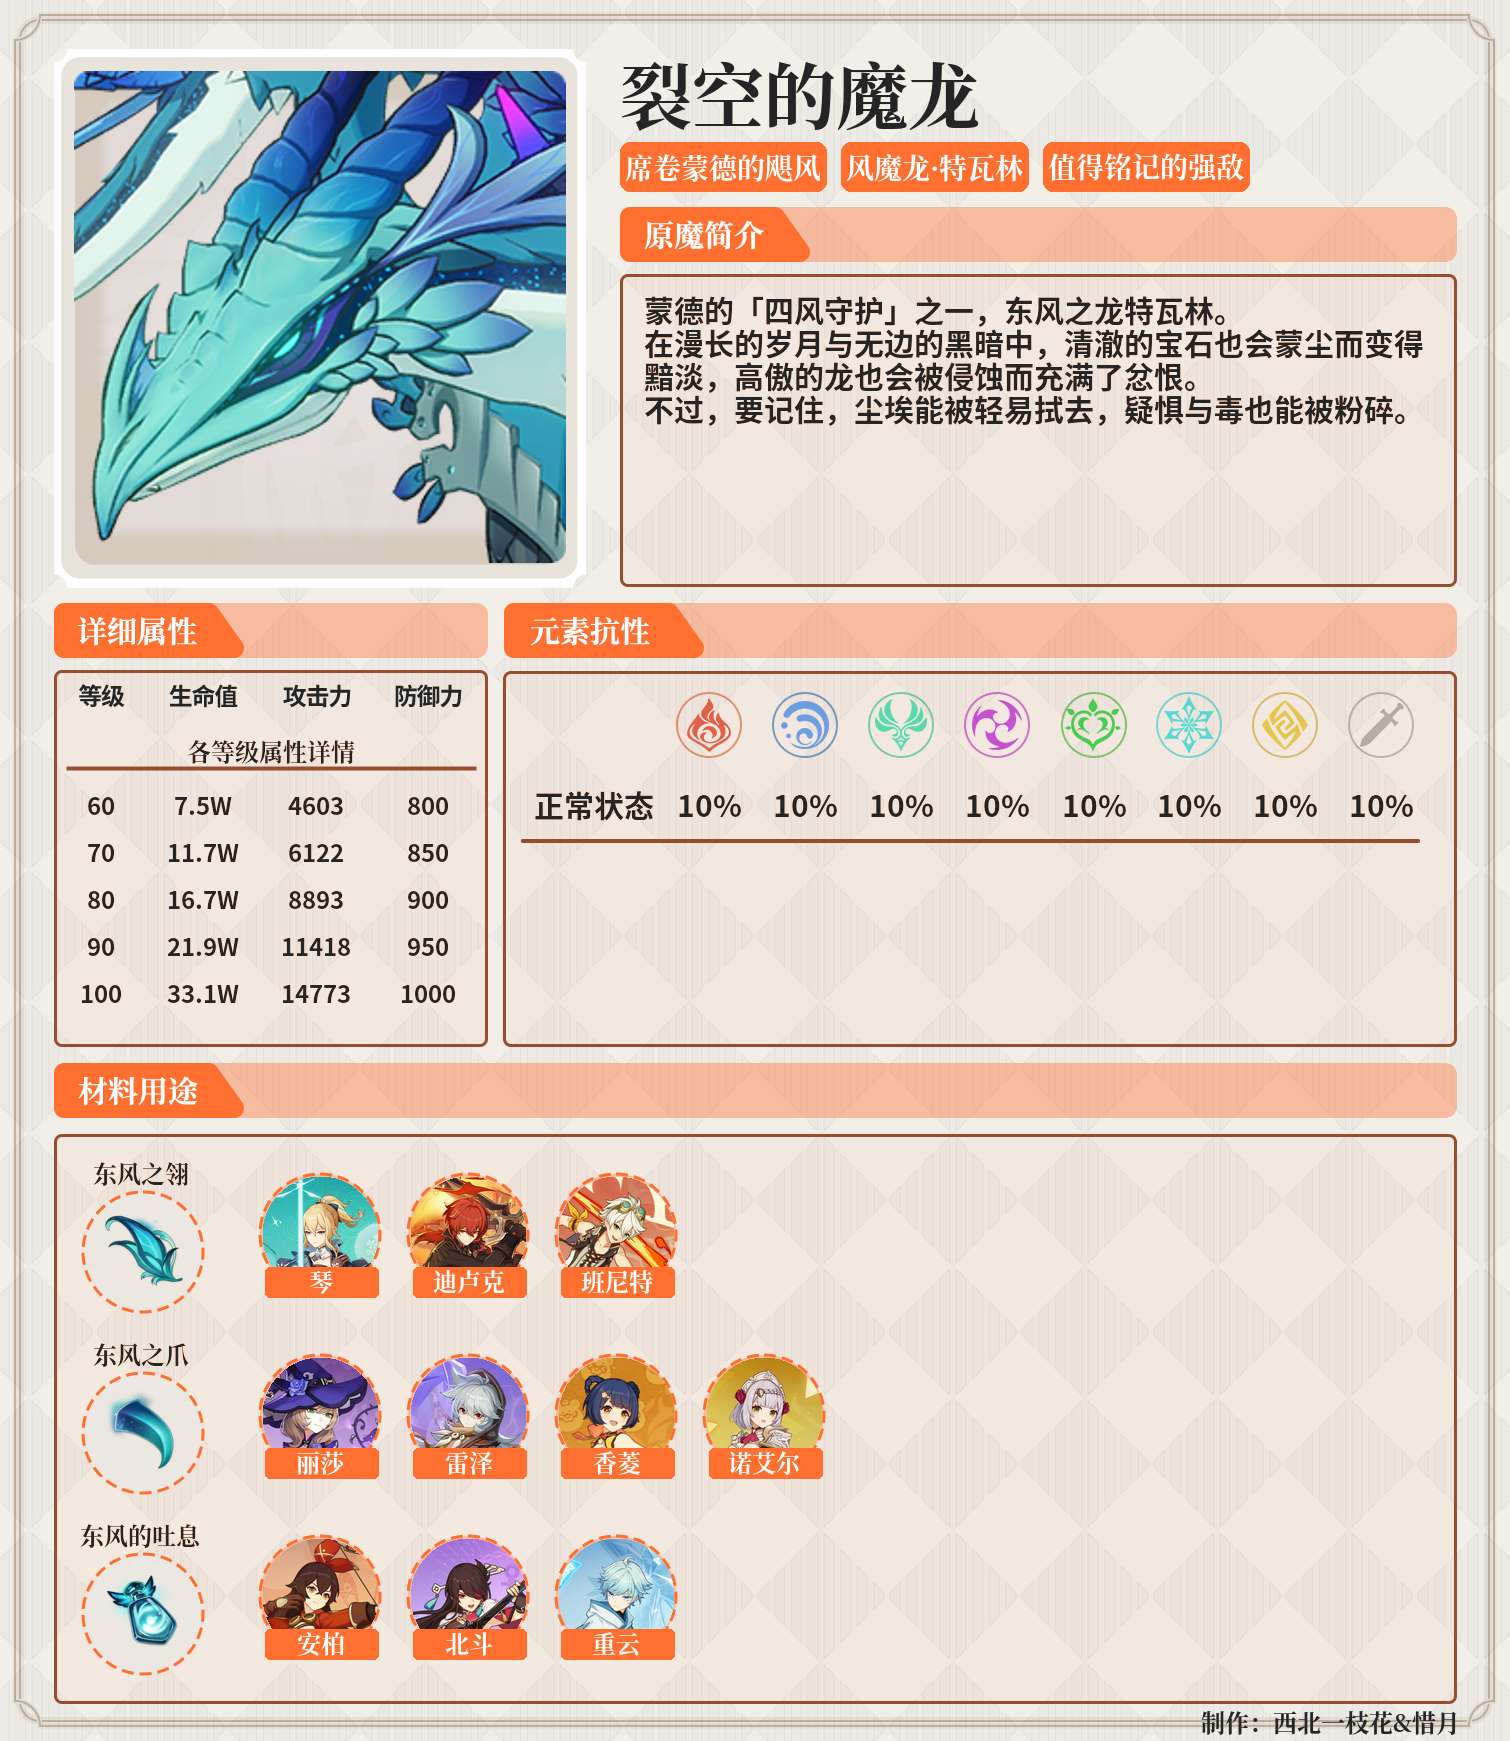 裂空的魔龙
席卷蒙德的飓风 风魔龙·特瓦林 值得铭记的强敌
原魔简介
蒙德的「四风守护」之一，东风之龙特瓦林。
在漫长的岁月与无边的黑暗中，清澈的宝石也会蒙尘而变得
黯淡，高傲的龙也会被侵蚀而充满了忿恨。
不过，要记住，尘埃能被轻易拭去，疑惧与毒也能被粉碎。
详细属性
等级 生命值 攻击力 防御力
各等级属性详情
60 7.5W 4603 800
70 11.7W 6122 850
80 16.7W 8893 900
90 21.9W 11418 950
100 33.1W 14773 1000
元素抗性
正常状态 10% 10% 10% 10% 10% 10% 10% 10%
材料用途
东风之翎
琴 迪卢克 班尼特
东风之爪
丽莎 雷泽 香菱 诺艾尔
东风的吐息
安柏 北斗 重云
制作：西北一枝花&惜月